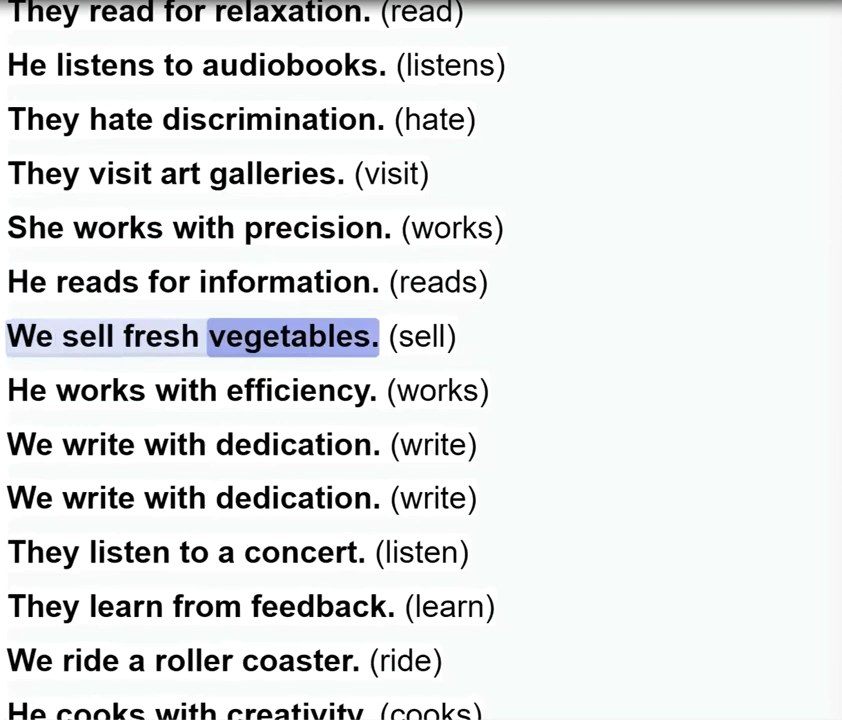 They read for relaxation. (read)
He listens to audiobooks. (listens)
They hate discrimination. (hate)
They visit art galleries. (visit)
She works with precision. (works)
He reads for information. (reads)
We sell fresh vegetables. (sell)
He works with efficiency. (works)
We write with dedication. (write)
We write with dedication. (write)
They listen to a concert. (listen)
They learn from feedback. (learn)
We ride a roller coaster. (ride)
He cooks with creativity. (cooks)